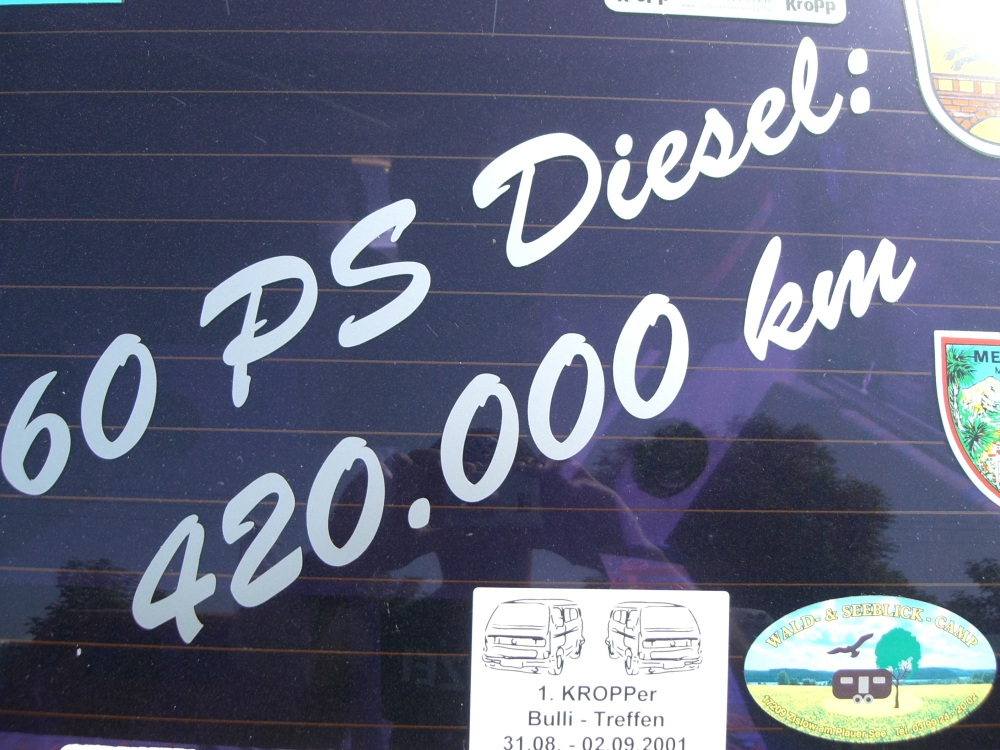 KroPP
60 PS Diesel:
420.000 km
WALD- & SEEBLICK - CAMP
1. KROPPer
Bulli - Treffen
31.08. - 02.09.2001